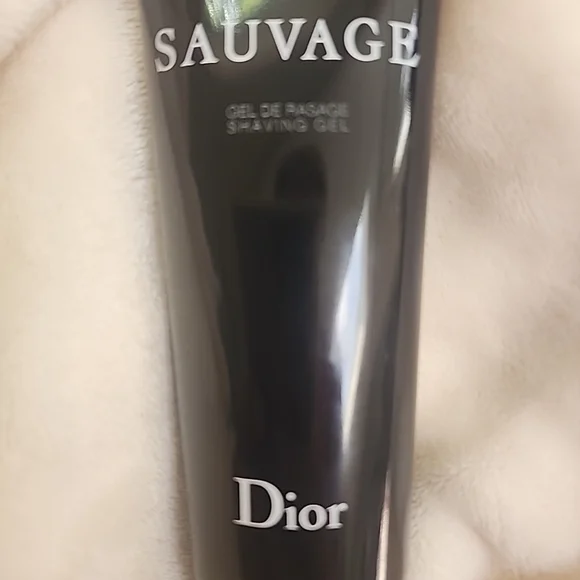 SAUVAGE
GEL DE RASAGE
SHAVING GEL
Dior